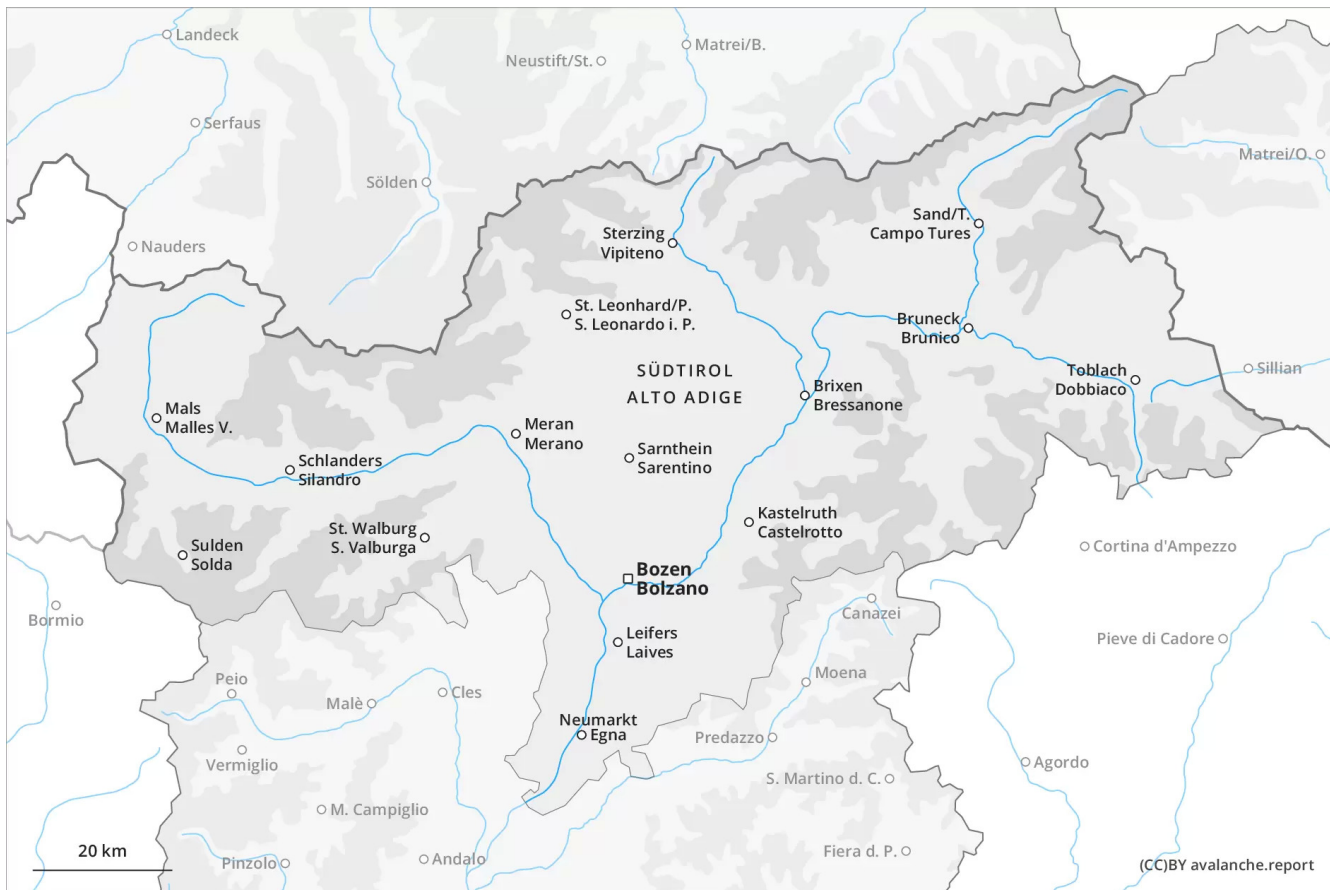 Landeck
Matrei/B.
Neustift/St.
Serfaus
Matrei/O.
Sölden
Sand/T.
Campo Tures
Sterzing
Vipiteno
Nauders
St. Leonhard/P.
S. Leonardo i. P.
Bruneck
Brunico
SÜDTIROL
ALTO ADIGE
Toblach
Dobbiaco
Sillian
Brixen
Bressanone
Mals
Malles V.
Meran
Merano
Sarnthein
Sarentino
Schlanders
Silandro
Kastelruth
Castelrotto
St. Walburg
S. Valburga
Sulden
Solda
Cortina d'Ampezzo
Bozen
Bolzano
Bormio
Canazei
Leifers
Laives
Pieve di Cadore
Moena
Peio
Malè
Cles
Neumarkt
Egna
Predazzo
Vermiglio
Agordo
S. Martino d. C.
M. Campiglio
20 km
Pinzolo
Andalo
Fiera d. P.
(CC)BY avalanche.report